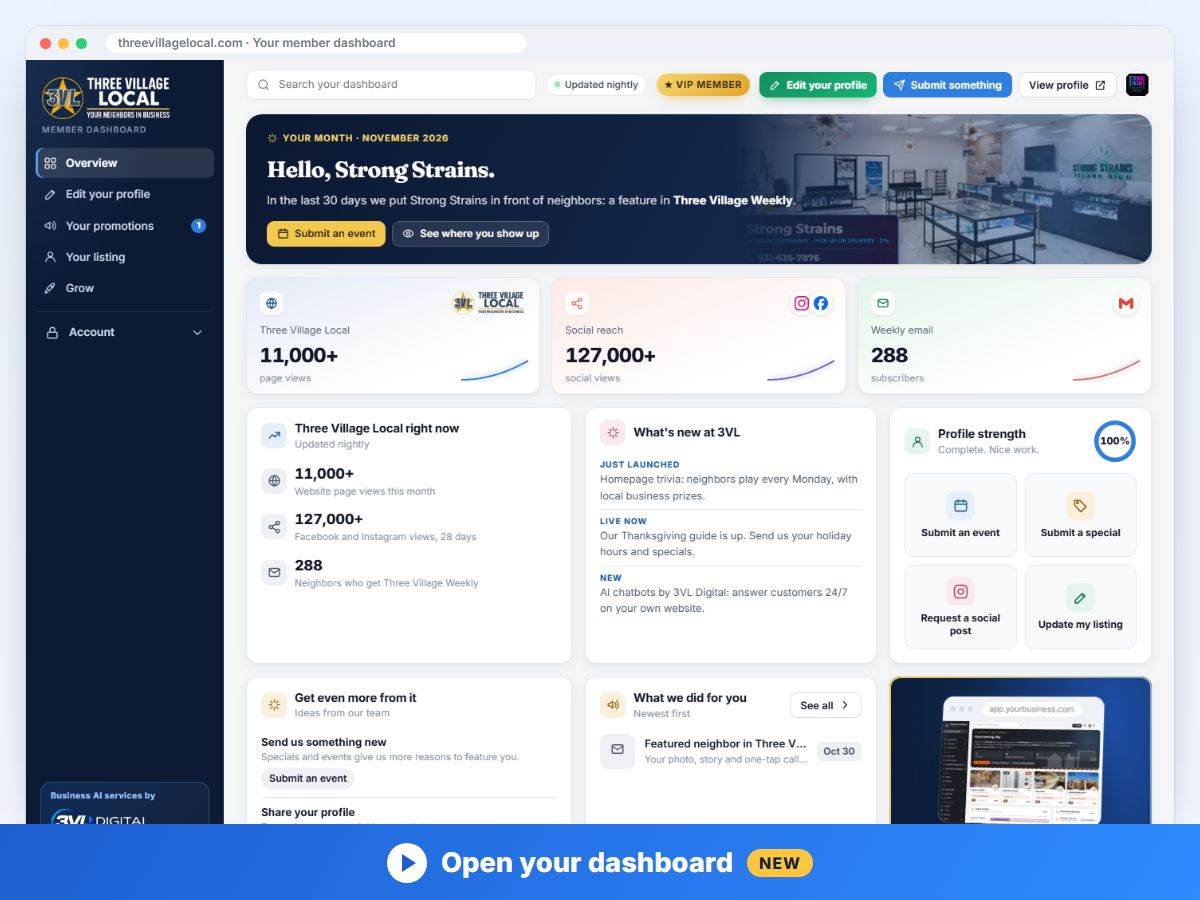 threevillagelocal.com · Your member dashboard
3VL THREE VILLAGE
LOCAL
YOUR NEIGHBORS IN BUSINESS
MEMBER DASHBOARD
Overview
Edit your profile
Your promotions 1
Your listing
Grow
Account
Business AI services by
3VL DIGITAL
Search your dashboard
Updated nightly
★ VIP MEMBER
Edit your profile
Submit something
View profile
YOUR MONTH · NOVEMBER 2026
Hello, Strong Strains.
In the last 30 days we put Strong Strains in front of neighbors: a feature in Three Village Weekly.
Submit an event
See where you show up
STRONG STRAINS
Strong Strains
631-635-7876
3VL THREE VILLAGE
LOCAL
Three Village Local
11,000+
page views
Social reach
127,000+
social views
Weekly email
288
subscribers
Three Village Local right now
Updated nightly
11,000+
Website page views this month
127,000+
Facebook and Instagram views, 28 days
288
Neighbors who get Three Village Weekly
What's new at 3VL
JUST LAUNCHED
Homepage trivia: neighbors play every Monday, with
local business prizes.
LIVE NOW
Our Thanksgiving guide is up. Send us your holiday
hours and specials.
NEW
AI chatbots by 3VL Digital: answer customers 24/7
on your own website.
Profile strength
Complete. Nice work.
100%
Submit an event
Submit a special
Request a social
post
Update my listing
Get even more from it
Ideas from our team
Send us something new
Specials and events give us more reasons to feature you.
Submit an event
Share your profile
What we did for you
Newest first
See all
Featured neighbor in Three V...
Your photo, story and one-tap call...
Oct 30
app.yourbusiness.com
Open your dashboard NEW